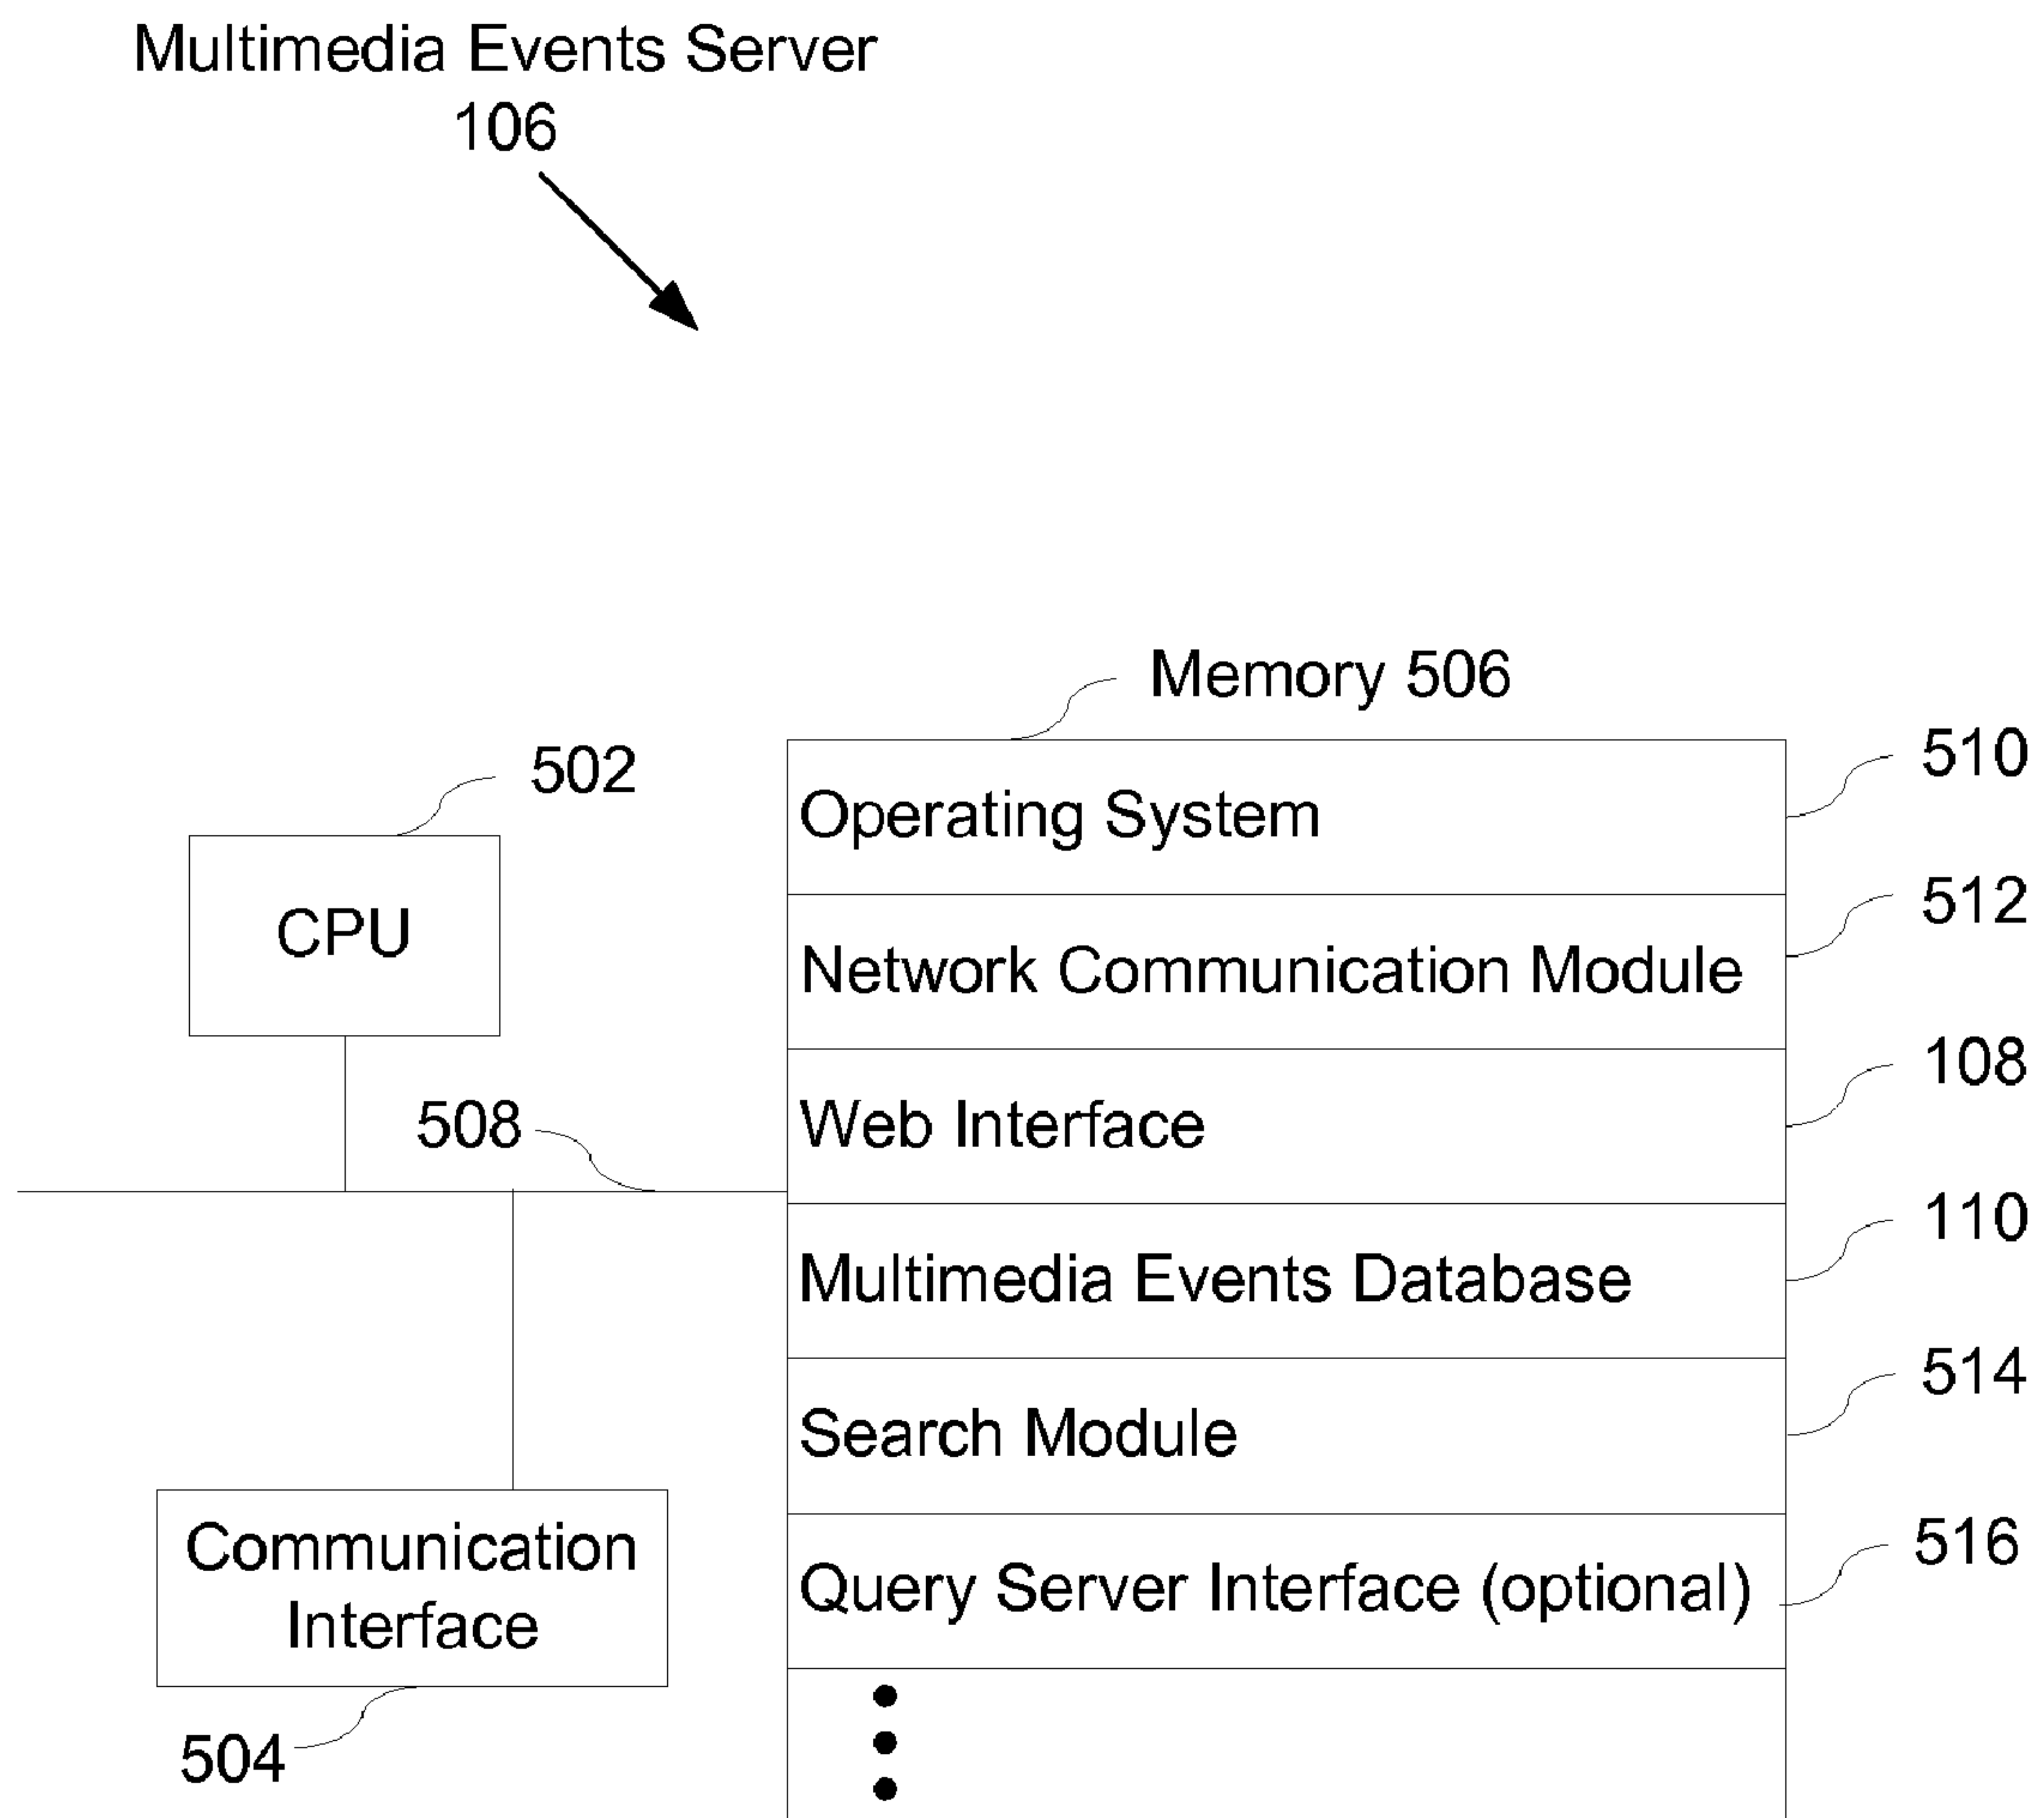 Multimedia Events Server
106
Memory 506
510
502
Operating System
512
CPU
Network Communication Module
108
508
Web Interface
110
Multimedia Events Database
514
Search Module
516
Communication
Interface
Query Server Interface (optional)
504